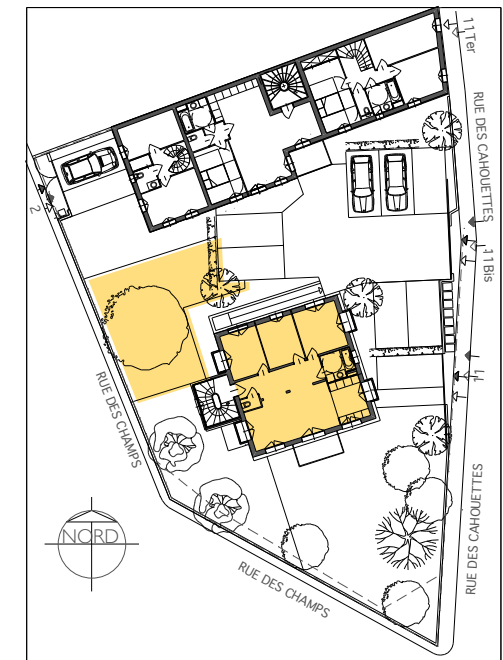 11 Ter
RUE DES CAHOUETTES
2
11 Bis
11
RUE DES CHAMPS
RUE DES CAHOUETTES
NORD
RUE DES CHAMPS